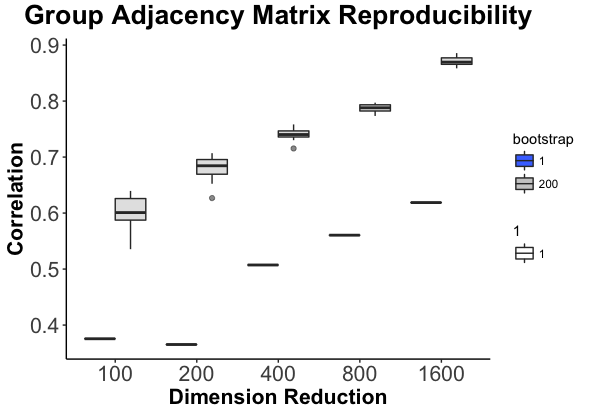 Group Adjacency Matrix Reproducibility
0.9
0.8
0.7
0.6
0.5
0.4
Correlation
100 200 400 800 1600
Dimension Reduction
bootstrap
1
200
1
1